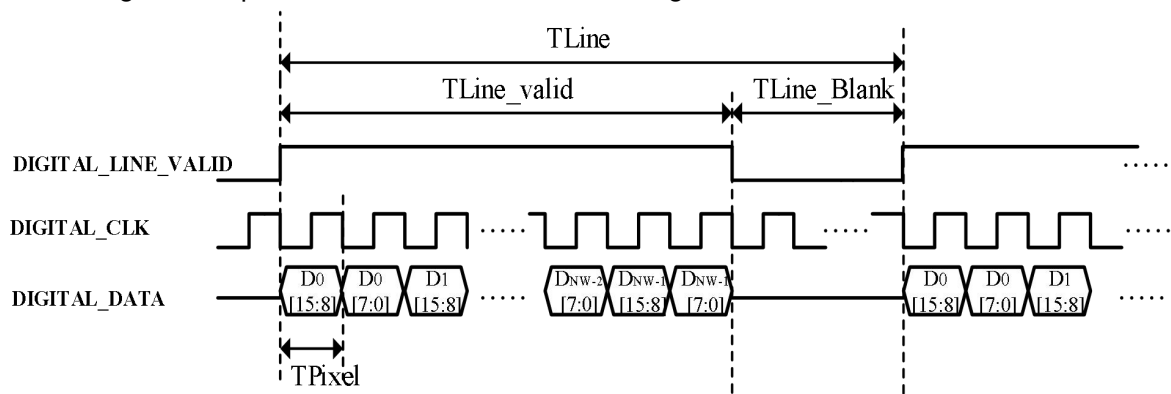 TLine
TLine_valid TLine_Blank
DIGITAL_LINE_VALID
.....
DIGITAL_CLK
..... ..... .....
DIGITAL_DATA
D0 D0 D1 ..... DNW-2 DNW-1 DNW-1 D0 D0 D1 .....
[15:8] [7:0] [15:8] [7:0] [15:8] [7:0] [15:8] [7:0] [15:8]
TPixel